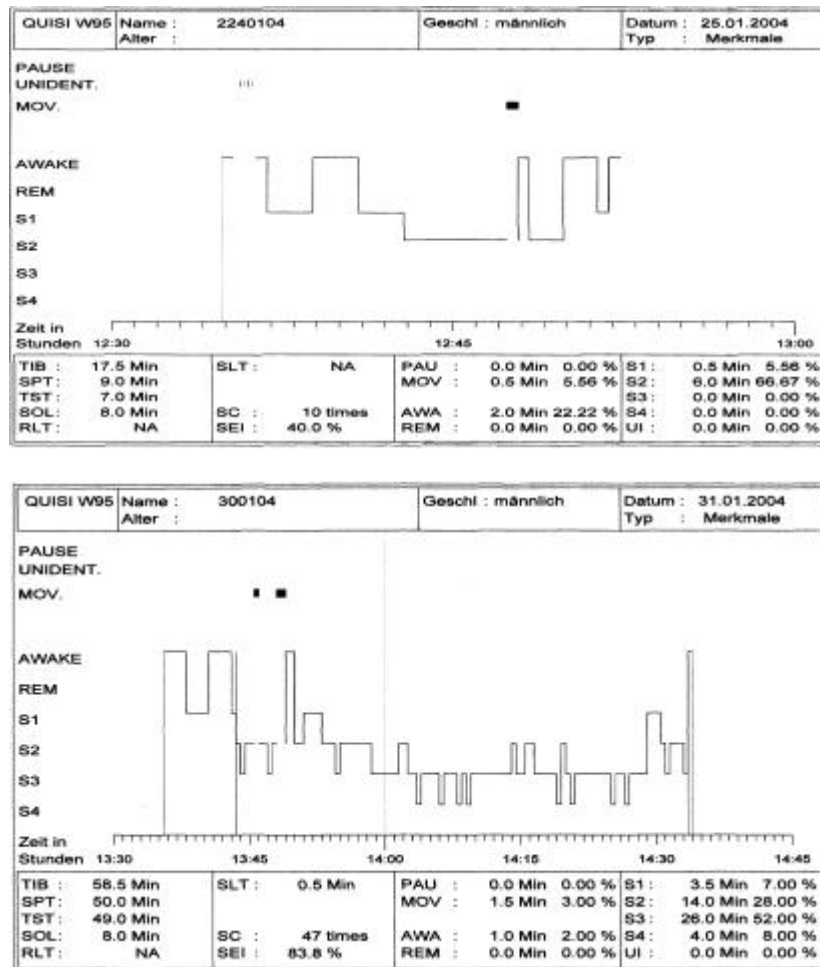 QUISI W95 Name : 2240104 Geschl : männlich Datum : 25.01.2004
Alter : Typ : Merkmale
PAUSE
UNIDENT.
MOV.
AWAKE
REM
S1
S2
S3
S4
Zeit in
Stunden 12:30 12:45 13:00
TIB : 17.5 Min SLT : NA PAU : 0.0 Min 0.00 % S1 : 0.5 Min 5.56 %
SPT : 9.0 Min MOV : 0.5 Min 5.56 % S2 : 6.0 Min 66.67 %
TST : 7.0 Min S3 : 0.0 Min 0.00 %
SOL : 8.0 Min SC : 10 times AWA : 2.0 Min 22.22 % S4 : 0.0 Min 0.00 %
RLT : NA SEI : 40.0 % REM : 0.0 Min 0.00 % UI : 0.0 Min 0.00 %
QUISI W95 Name : 300104 Geschl : männlich Datum : 31.01.2004
Alter : Typ : Merkmale
PAUSE
UNIDENT.
MOV.
AWAKE
REM
S1
S2
S3
S4
Zeit in
Stunden 13:30 13:45 14:00 14:15 14:30 14:45
TIB : 58.5 Min SLT : 0.5 Min PAU : 0.0 Min 0.00 % S1 : 3.5 Min 7.00 %
SPT : 50.0 Min MOV : 1.5 Min 3.00 % S2 : 14.0 Min 28.00 %
TST : 49.0 Min S3 : 26.0 Min 52.00 %
SOL : 8.0 Min SC : 47 times AWA : 1.0 Min 2.00 % S4 : 4.0 Min 8.00 %
RLT : NA SEI : 83.8 % REM : 0.0 Min 0.00 % UI : 0.0 Min 0.00 %